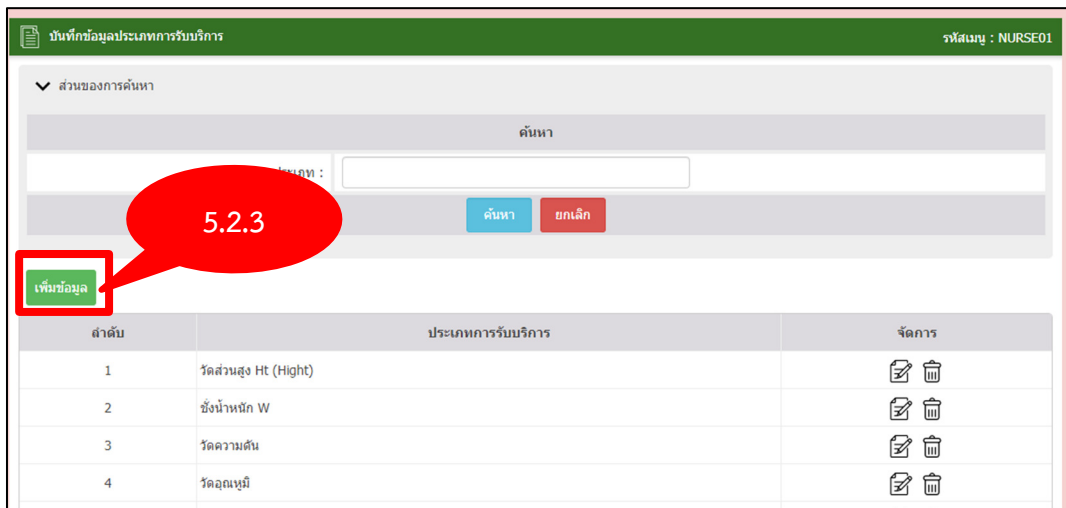 บันทึกข้อมูลประเภทการรับบริการ รหัสเมนู : NURSE01
ส่วนของการค้นหา
ค้นหา
ประเภท :
5.2.3
ค้นหา ยกเลิก
เพิ่มข้อมูล
ลำดับ ประเภทการรับบริการ จัดการ
1 วัดส่วนสูง Ht (Hight)
2 ชั่งน้ำหนัก W
3 วัดความดัน
4 วัดอุณหภูมิ